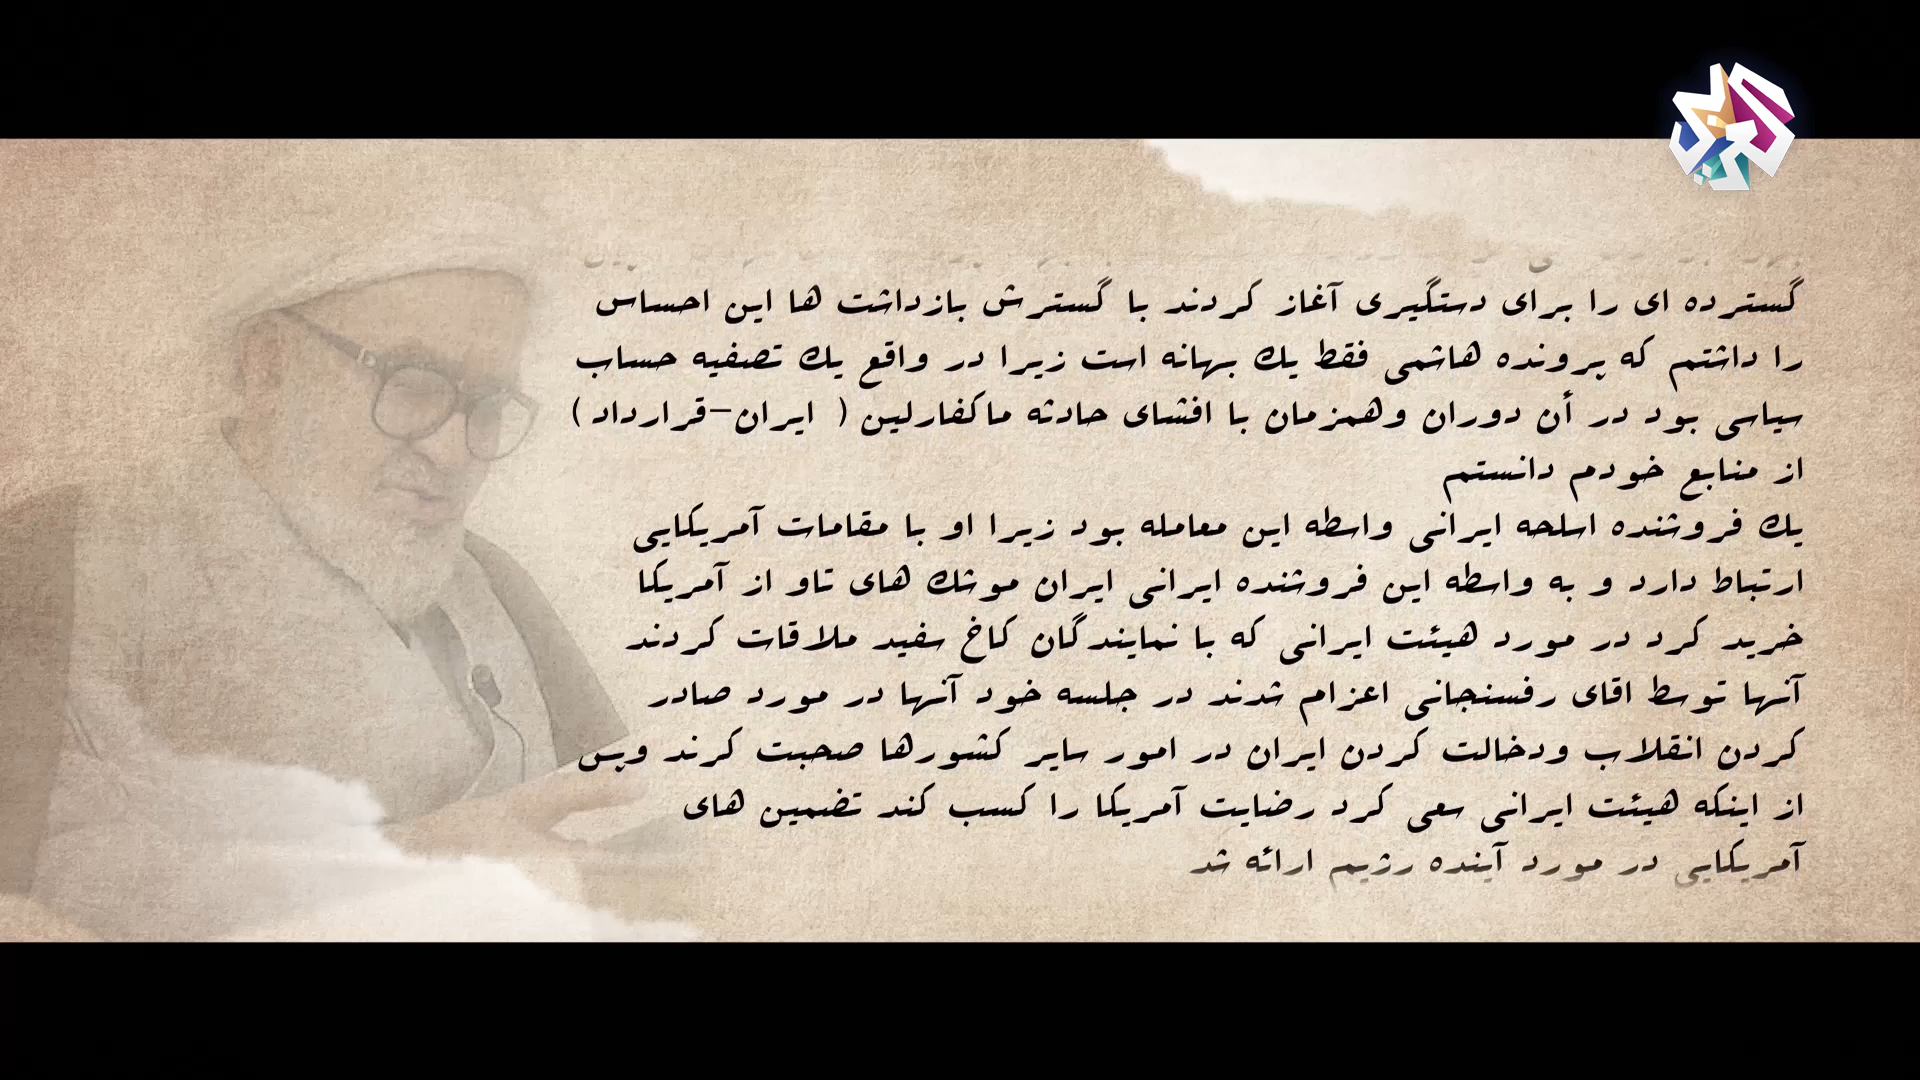 گسترده ای را برای دستگیری آغاز کردند با گسترش بازداشت ها این احساس
را داشتم که پرونده هاشمی فقط یك بهانه است زیرا در واقع یك تصفیه حساب
سیاسی بود در أن دوران وهمزمان با افشای حادثه ماكفارلین ( ایران-قرارداد )
از منابع خودم دانستم
یك فروشنده اسلحه ایرانی واسطه این معامله بود زیرا او با مقامات آمریکایی
ارتباط دارد و به واسطه این فروشنده ایرانی ایران موشك های تاو از آمریکا
خرید کرد در مورد هیئت ایرانی که با نمایندگان کاخ سفید ملاقات کردند
آنها توسط اقای رفسنجانی اعزام شدند در جلسه خود آنها در مورد صادر
کردن انقلاب ودخالت کردن ایران در امور سایر کشورها صحبت کرند وپس
از اینکه هیئت ایرانی سعی کرد رضایت آمریکا را کسب کند تضمین های
آمریکایی در مورد آینده رژیم ارائه شد